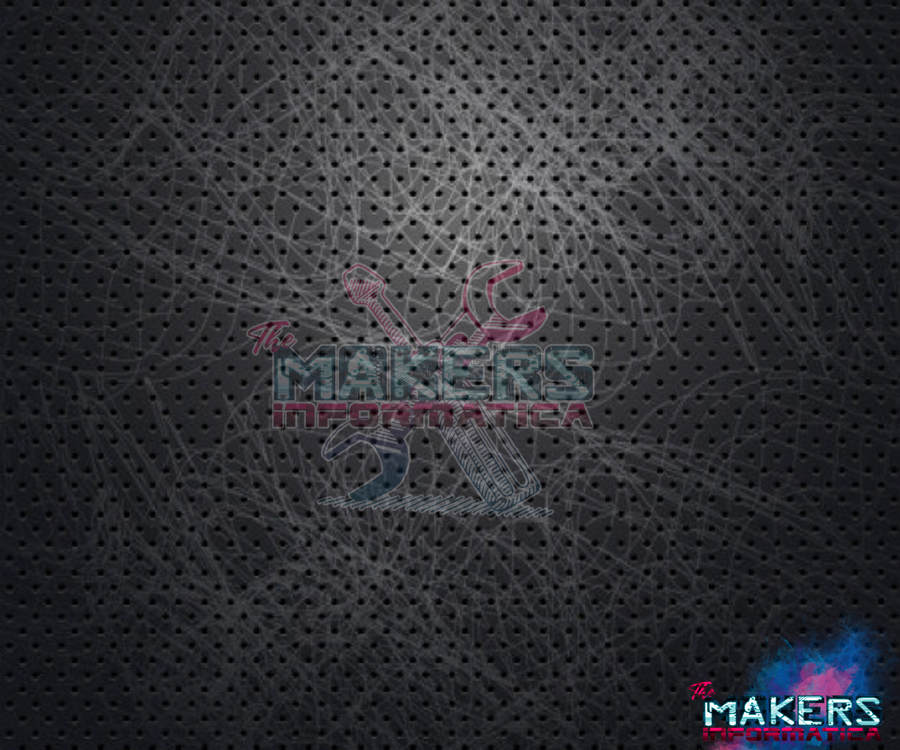 The
MAKERS
INFORMATICA
The
MAKERS
INFORMATICA